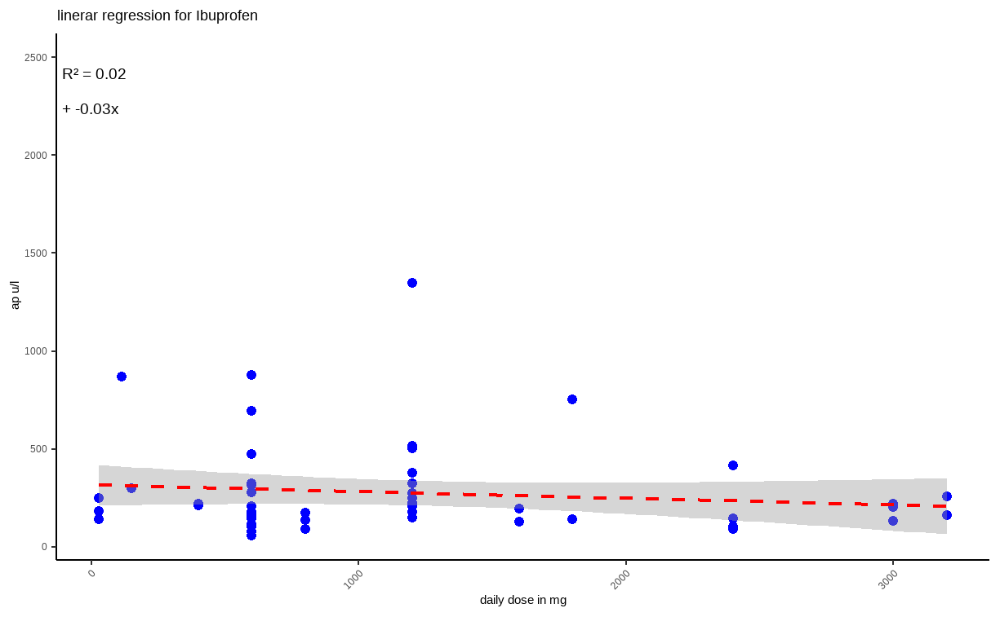 linerar regression for Ibuprofen
2500
R² = 0.02
+ -0.03x
2000
1500
ap u/l
1000
500
0
0
1000
2000
3000
daily dose in mg